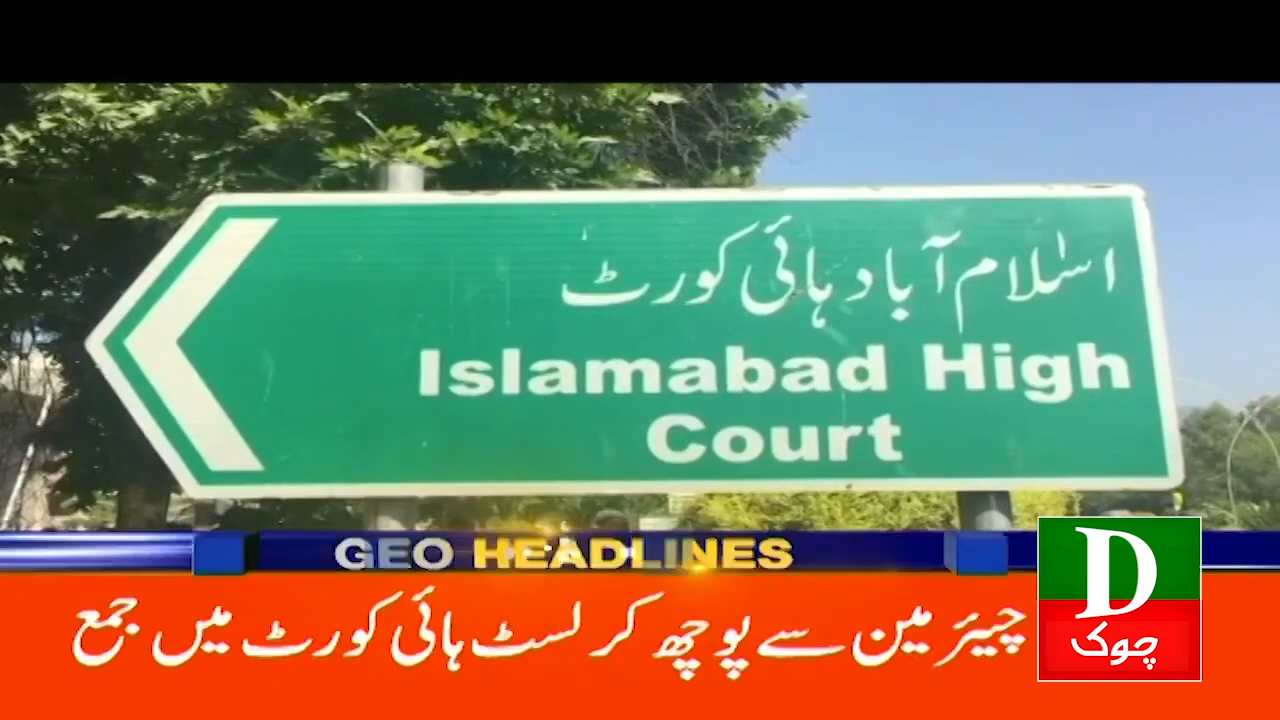 اسلام آباد ہائی کورٹ
Islamabad High
Court
GEO HEADLINES
چیئرمین سے پوچھ کر لسٹ ہائی کورٹ میں جمع
D
چوک